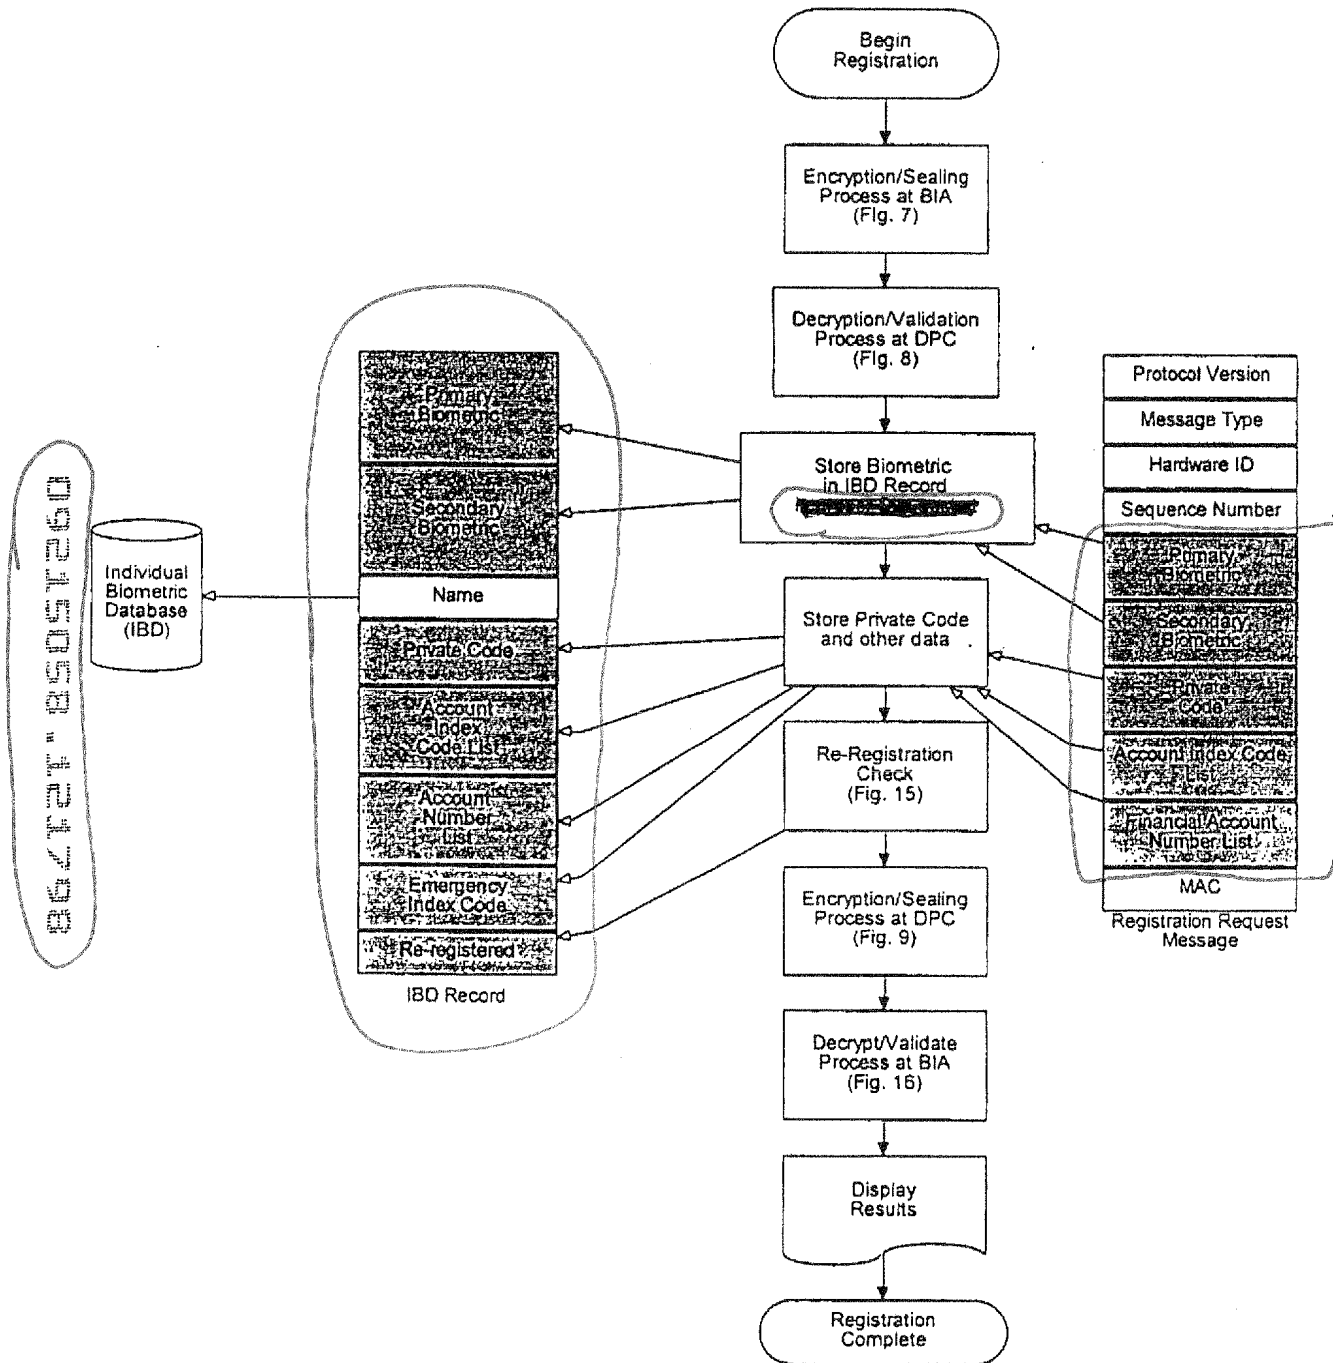 Begin
Registration
Encryption/Sealing
Process at BIA
(Fig. 7)
Decryption/Validation
Process at DPC
(Fig. 8)
Store Biometric
in IBD Record
Store Private Code
and other data
Re-Registration
Check
(Fig. 15)
Encryption/Sealing
Process at DPC
(Fig. 9)
Decrypt/Validate
Process at BIA
(Fig. 16)
Display
Results
Registration
Complete
Primary
Biometric
Secondary
Biometric
Name
Private Code
Account
Index
Code List
Account
Number
List
Emergency
Index Code
Re-registered
IBD Record
Individual
Biometric
Database
(IBD)
09215058.121798
Protocol Version
Message Type
Hardware ID
Sequence Number
Primary
Biometric
Secondary
Biometric
Private
Code
Account Index Code
List
Financial Account
Number List
MAC
Registration Request
Message